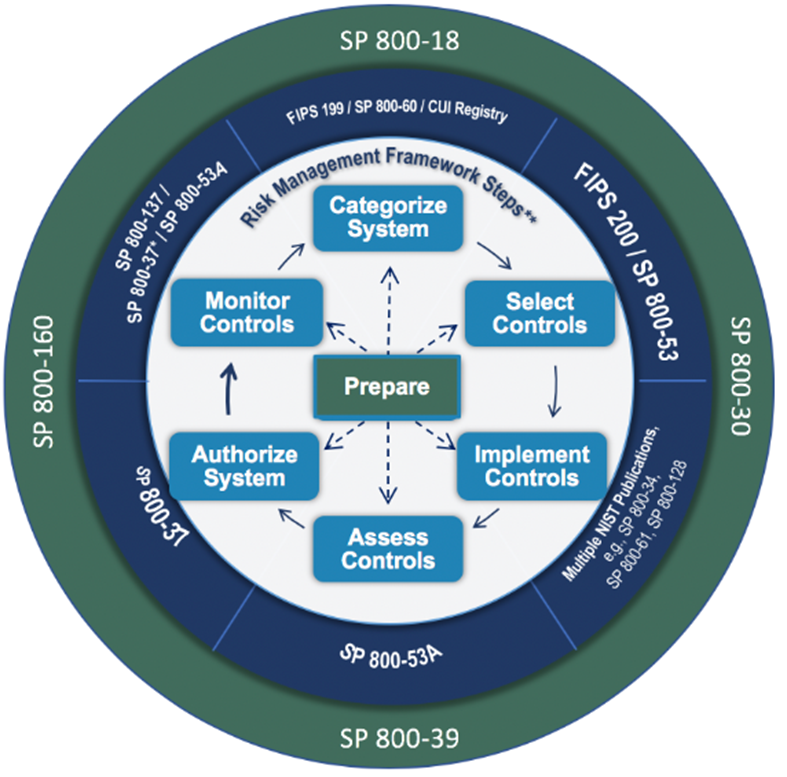 SP 800-18
FIPS 199 / SP 800-60 / CUI Registry
Risk Management Framework Steps**
SP 800-137 /
SP 800-37* / SP 800-53A
FIPS 200 / SP 800-53
Categorize
System
Monitor
Controls
Select
Controls
SP 800-160
Prepare
SP 800-30
Authorize
System
Implement
Controls
SP 800-37
Multiple NIST Publications,
e.g., SP 800-34,
SP 800-61, SP 800-128
Assess
Controls
SP 800-53A
SP 800-39